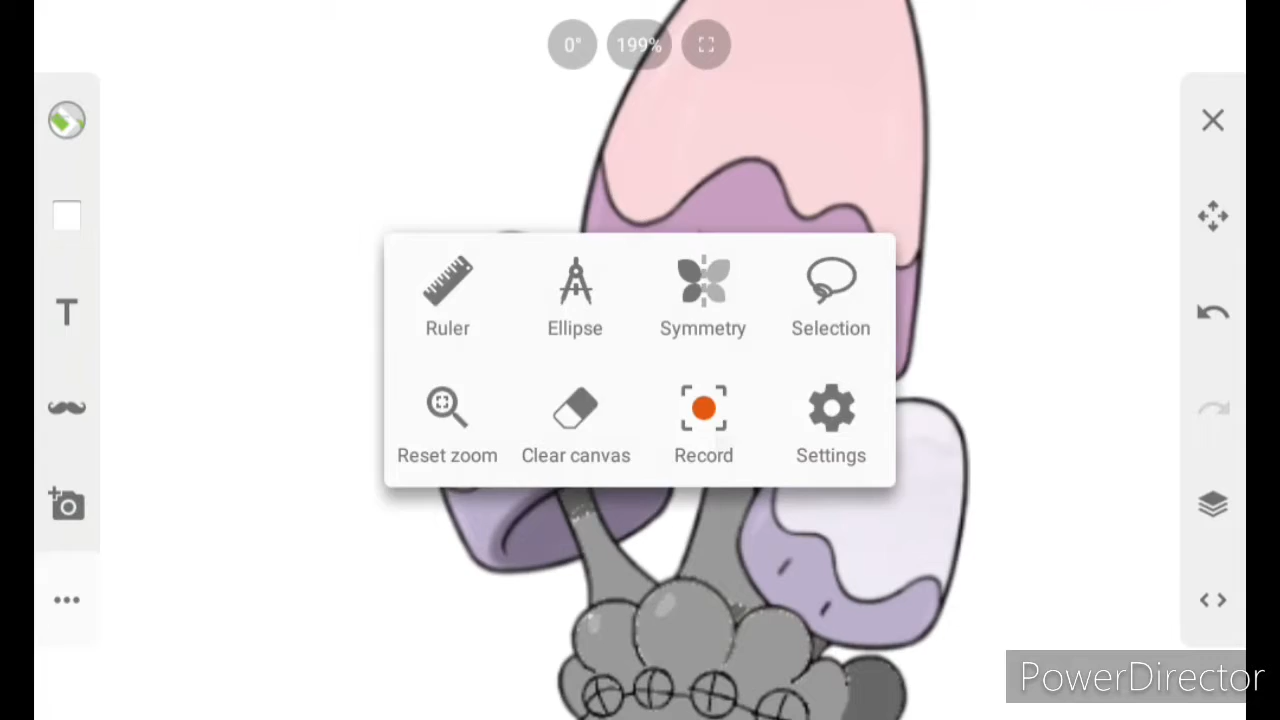 0° 199%
T
Ruler Ellipse Symmetry Selection
Reset zoom Clear canvas Record Settings
PowerDirector